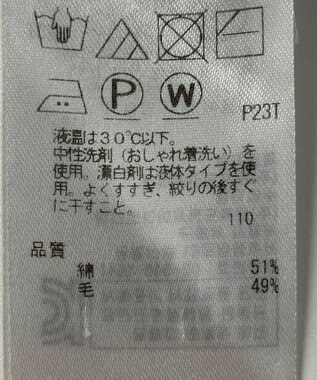 P W
P23T
液温は30℃以下。
中性洗剤（おしゃれ着洗い）を
使用。漂白剤は液体タイプを使
用。よくすすぎ、絞りの後すぐ
に干すこと。
110
品質
綿 51%
毛 49%